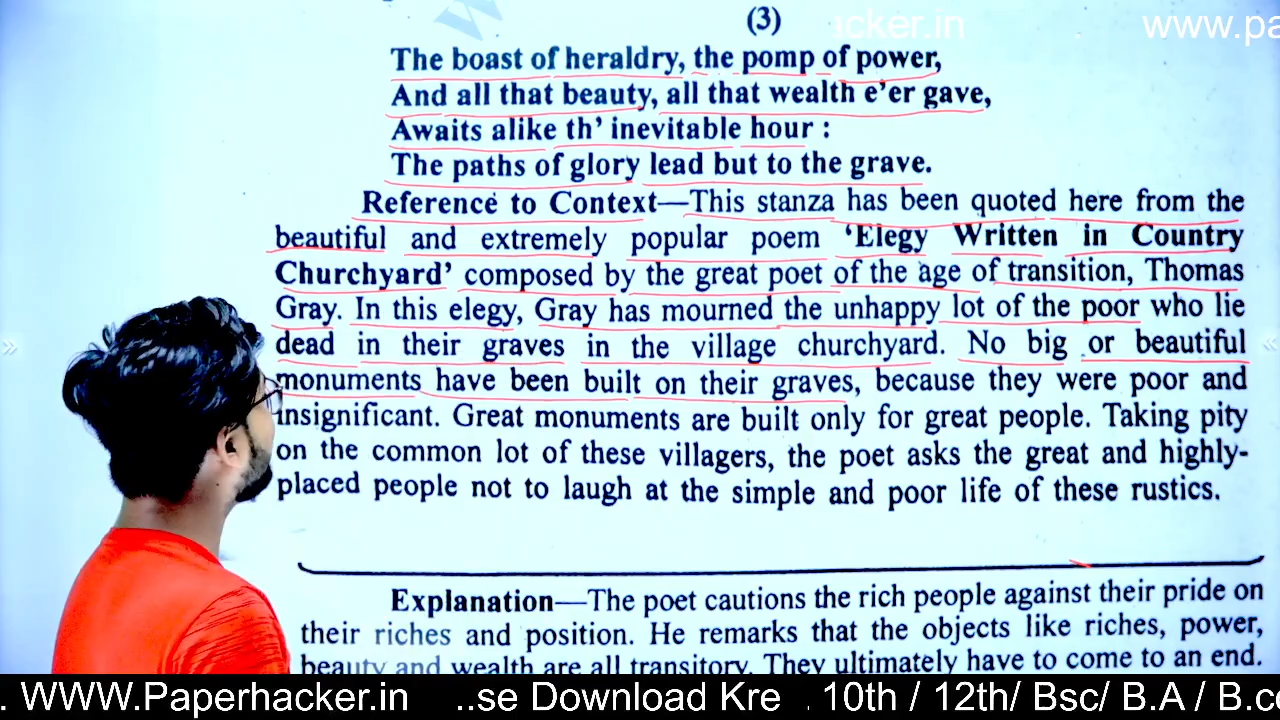 (3)
cker.in
www.pa
The boast of heraldry, the pomp of power,
And all that beauty, all that wealth e'er gave,
Awaits alike th' inevitable hour :
The paths of glory lead but to the grave.
Reference to Context—This stanza has been quoted here from the
beautiful and extremely popular poem 'Elegy Written in Country
Churchyard' composed by the great poet of the age of transition, Thomas
Gray. In this elegy, Gray has mourned the unhappy lot of the poor who lie
dead in their graves in the village churchyard. No big or beautiful
monuments have been built on their graves, because they were poor and
insignificant. Great monuments are built only for great people. Taking pity
on the common lot of these villagers, the poet asks the great and highly-
placed people not to laugh at the simple and poor life of these rustics.
Explanation—The poet cautions the rich people against their pride on
their riches and position. He remarks that the objects like riches, power,
beauty and wealth are all transitory. They ultimately have to come to an end.
. WWW.Paperhacker.in ..se Download Kre . 10th / 12th/ Bsc/ B.A / B.co